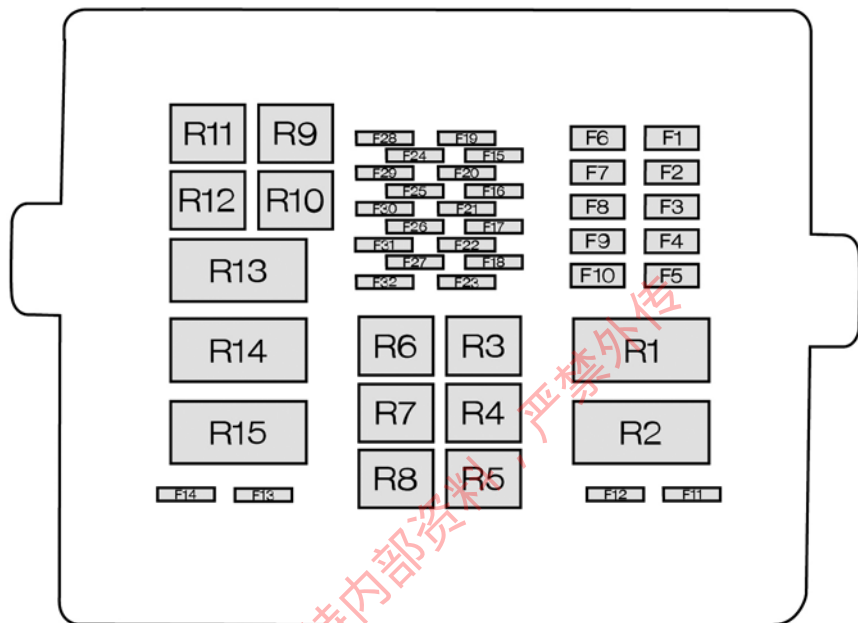 R11 R9
F28 F19
F6 F1
F24 F15
F29 F20
F7 F2
R12 R10
F25 F16
F30 F21
F8 F3
F26 F17
F31 F22
F9 F4
R13
F27 F18
F32 F23
F10 F5
R14
R6 R3
R1
R15
R7 R4
R2
R8 R5
F14 F13
F12 F11
内部资料，严禁外传